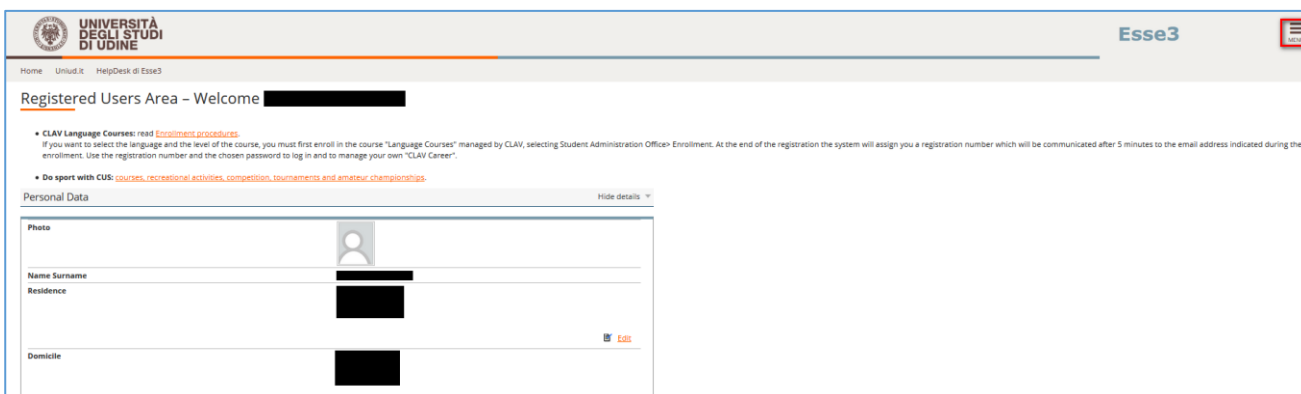 UNIVERSITÀ
DEGLI STUDI
DI UDINE
Esse3
MENU
Home Uniud.it HelpDesk di Esse3
Registered Users Area – Welcome
• CLAV Language Courses: read Enrollment procedures.
If you want to select the language and the level of the course, you must first enroll in the course "Language Courses" managed by CLAV, selecting Student Administration Office> Enrollment. At the end of the registration the system will assign you a registration number which will be communicated after 5 minutes to the email address indicated during the
enrollment. Use the registration number and the chosen password to log in and to manage your own "CLAV Career".
• Do sport with CUS: courses, recreational activities, competition, tournaments and amateur championships.
Personal Data Hide details
Photo
Name Surname
Residence
Edit
Domicile